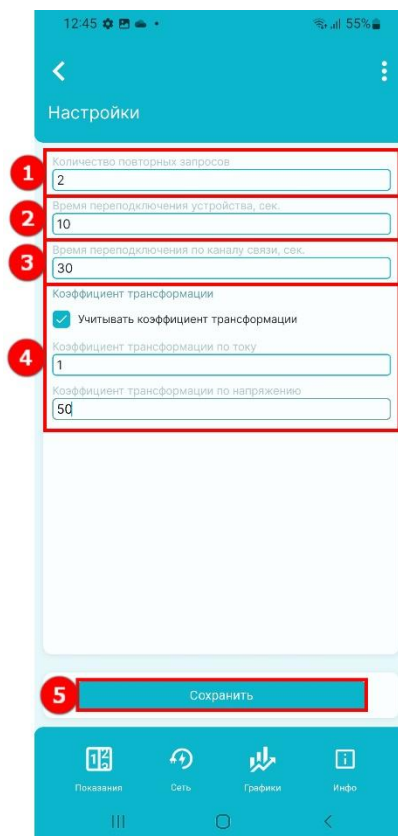 12:45
55%
Настройки
1
Количество повторных запросов
2
2
Время переподключения устройства, сек.
10
3
Время переподключения по каналу связи, сек.
30
Коэффициент трансформации
Учитывать коэффициент трансформации
4
Коэффициент трансформации по току
1
Коэффициент трансформации по напряжению
50
5
Сохранить
Показания Сеть Графики Инфо